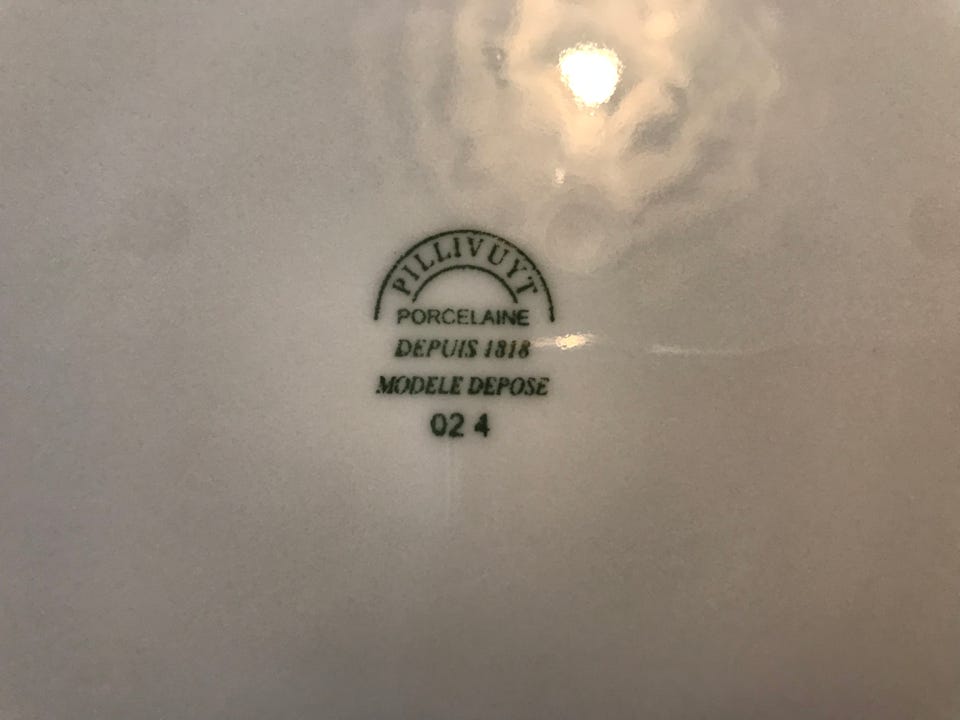 PILLIVUYT
PORCELAINE
DEPUIS 1818
MODELE DEPOSE
02 4